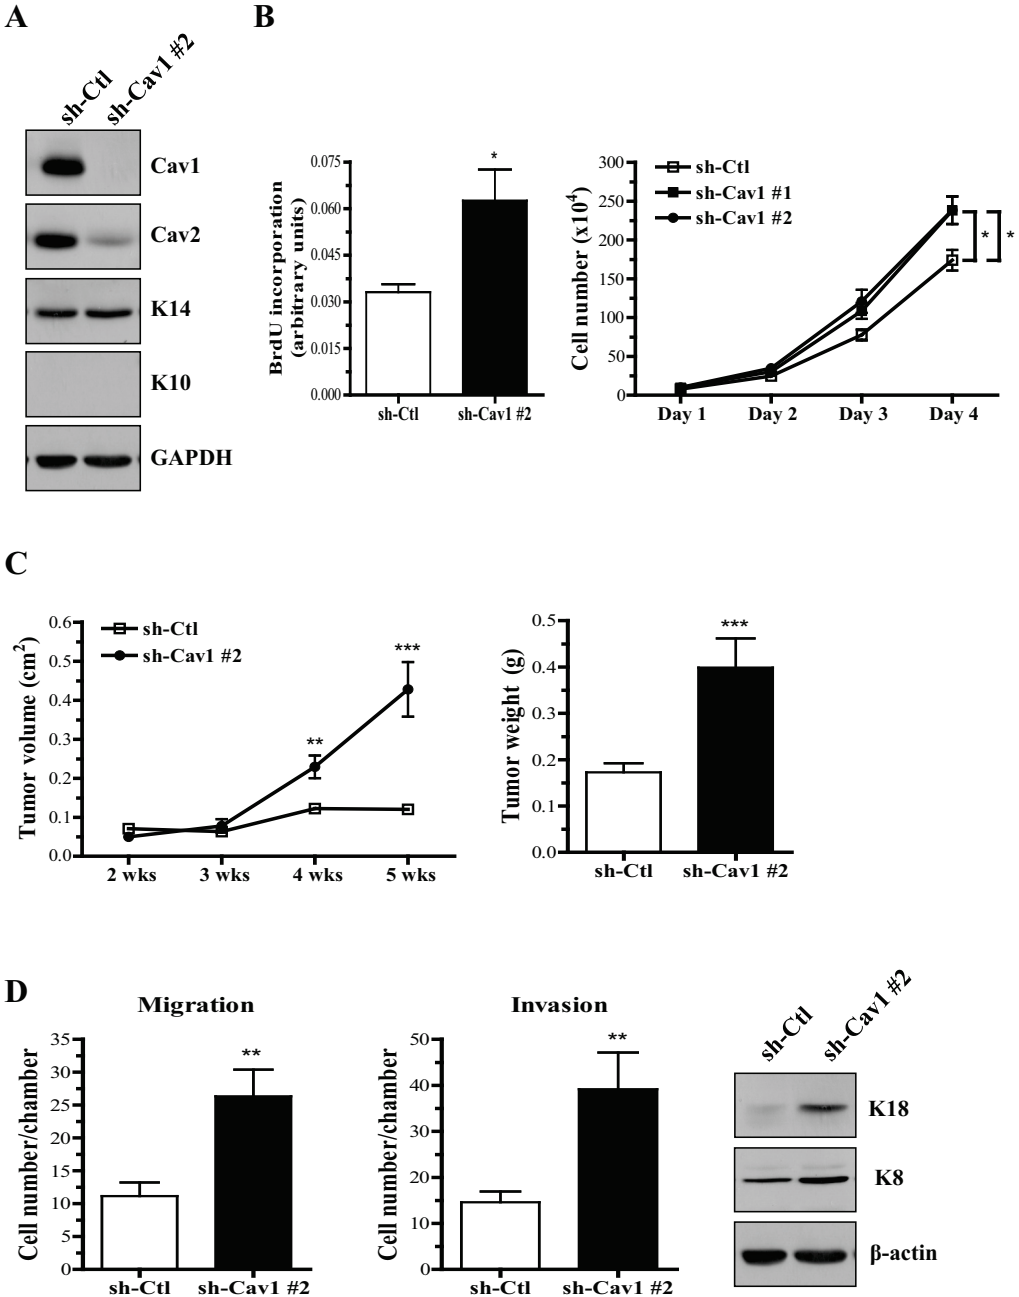 A
sh-Ctl
sh-Cav1 #2
Cav1
Cav2
K14
K10
GAPDH
B
BrdU incorporation
(arbitrary units)
0.075
0.060
0.045
0.030
0.015
0.000
*
sh-Ctl sh-Cav1 #2
Cell number (x10⁴)
300
250
200
150
100
50
0
sh-Ctl
sh-Cav1 #1
sh-Cav1 #2
* *
Day 1 Day 2 Day 3 Day 4
C
Tumor volume (cm²)
0.6
0.5
0.4
0.3
0.2
0.1
0.0
sh-Ctl
sh-Cav1 #2
**
***
2 wks 3 wks 4 wks 5 wks
Tumor weight (g)
0.5
0.4
0.3
0.2
0.1
0.0
***
sh-Ctl sh-Cav1 #2
D
Migration
Cell number/chamber
35
30
25
20
15
10
5
0
**
sh-Ctl sh-Cav1 #2
Invasion
Cell number/chamber
50
40
30
20
10
0
**
sh-Ctl sh-Cav1 #2
sh-Ctl
sh-Cav1 #2
K18
K8
β-actin